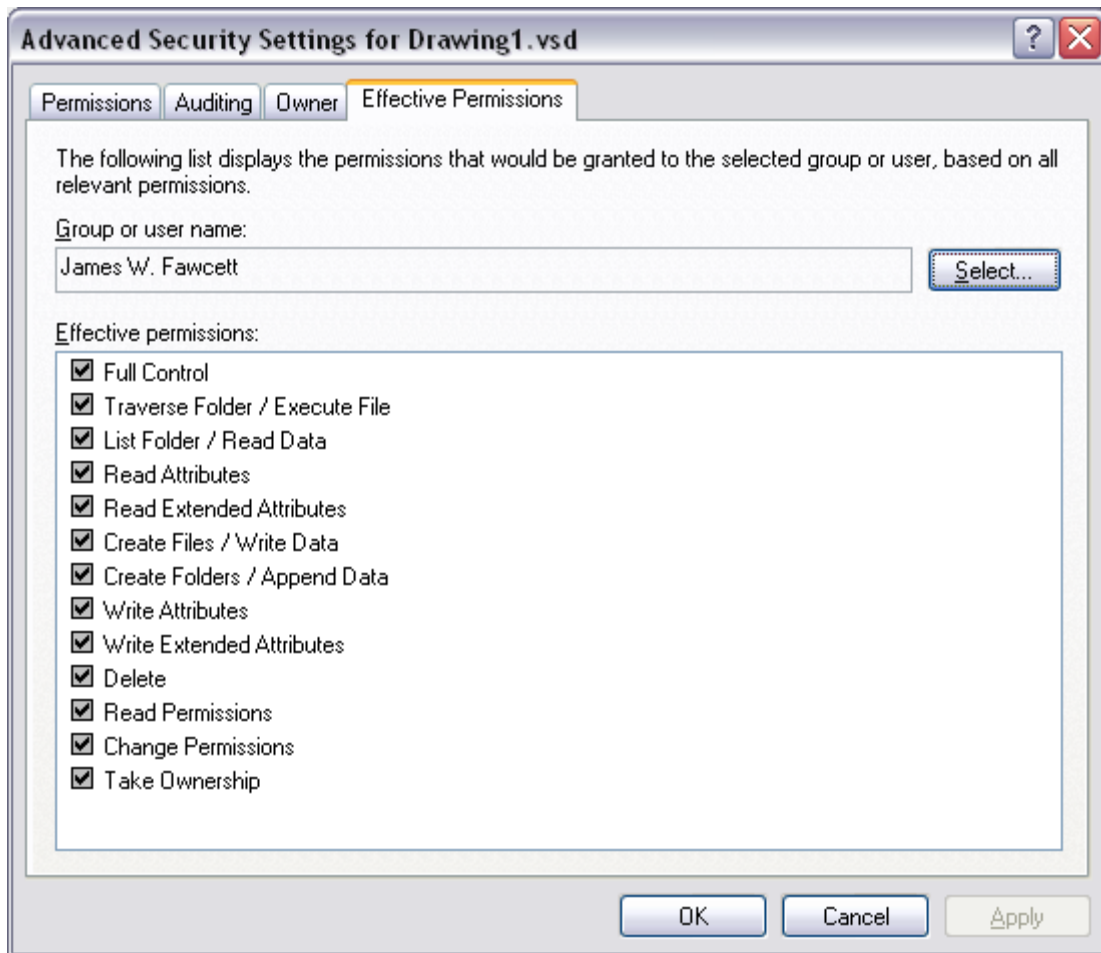 Advanced Security Settings for Drawing1.vsd
?
Permissions Auditing Owner Effective Permissions
The following list displays the permissions that would be granted to the selected group or user, based on all
relevant permissions.
Group or user name:
James W. Fawcett
Select...
Effective permissions:
Full Control
Traverse Folder / Execute File
List Folder / Read Data
Read Attributes
Read Extended Attributes
Create Files / Write Data
Create Folders / Append Data
Write Attributes
Write Extended Attributes
Delete
Read Permissions
Change Permissions
Take Ownership
OK Cancel Apply